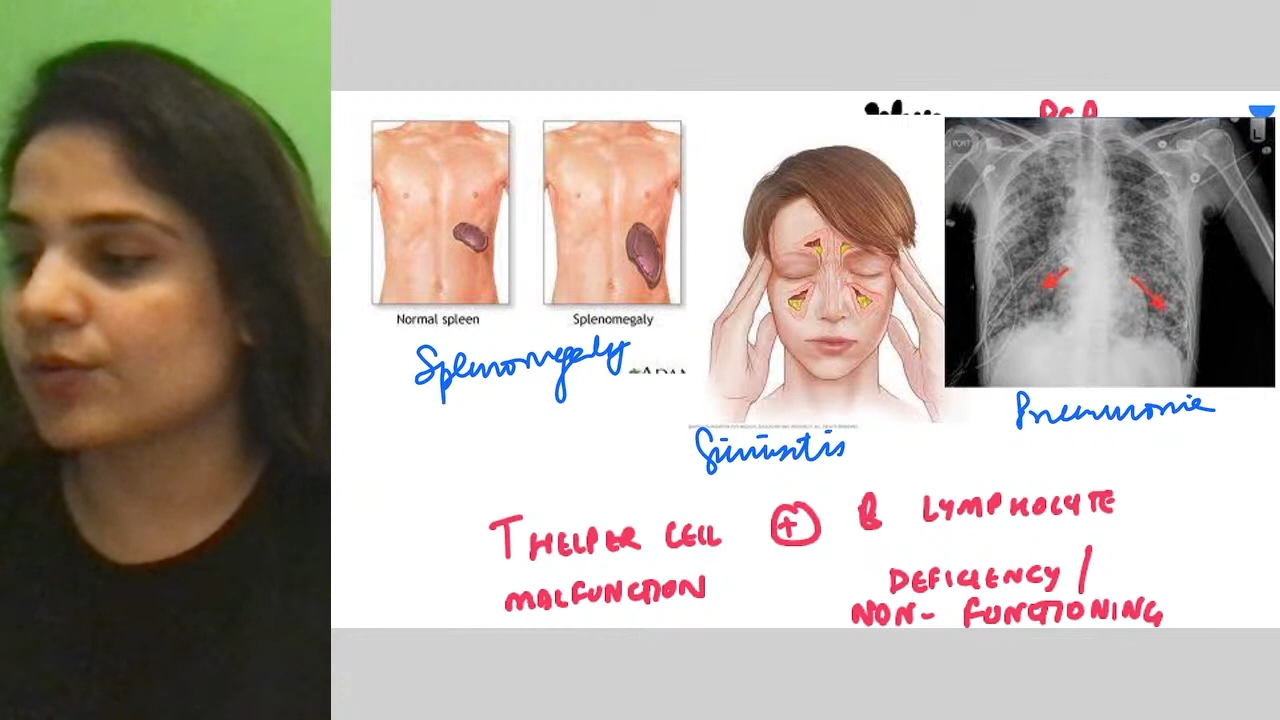 Normal spleen
Splenomegaly
Splenomegaly
Sinusitis
Pneumonia
L
T HELPER CELL + B LYMPHOCYTE
MALFUNCTION
DEFICIENCY /
NON- FUNCTIONING